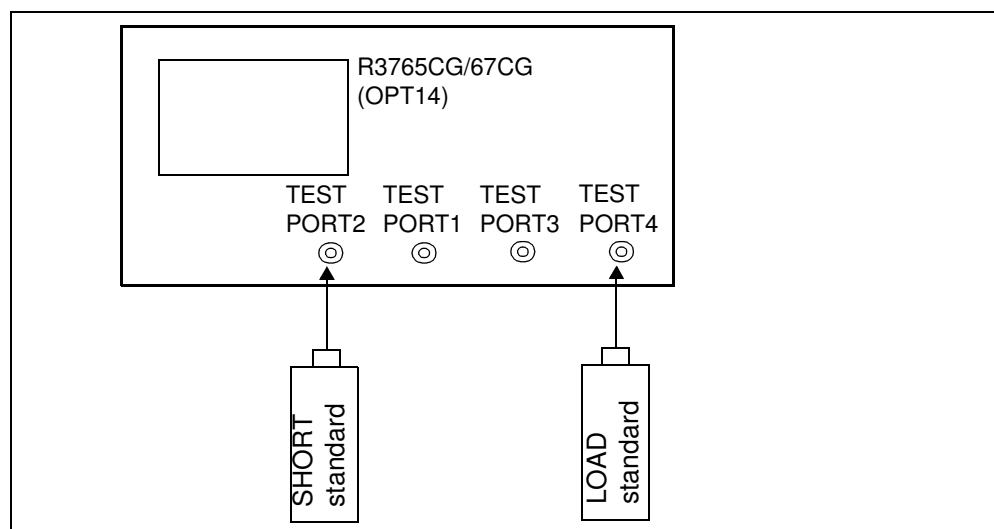 R3765CG/67CG
(OPT14)
TEST
PORT2
TEST
PORT1
TEST
PORT3
TEST
PORT4
SHORT
standard
LOAD
standard